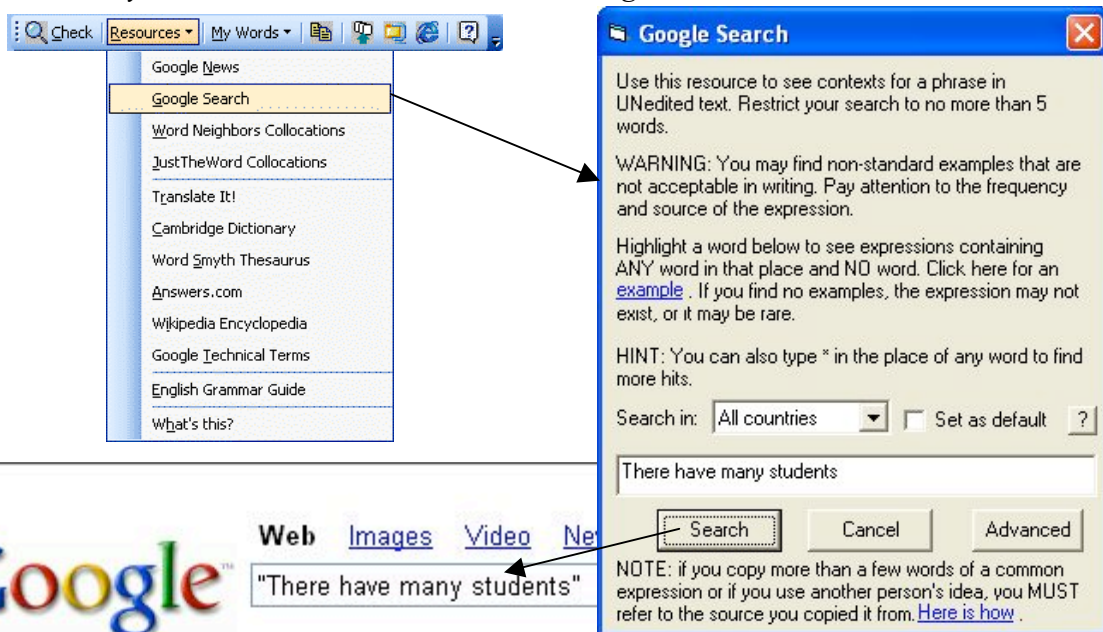 Check Resources My Words
Google News
Google Search
Word Neighbors Collocations
JustTheWord Collocations
Translate It!
Cambridge Dictionary
Word Smyth Thesaurus
Answers.com
Wikipedia Encyclopedia
Google Technical Terms
English Grammar Guide
What's this?
Google Search
Use this resource to see contexts for a phrase in
UNedited text. Restrict your search to no more than 5
words.
WARNING: You may find non-standard examples that are
not acceptable in writing. Pay attention to the frequency
and source of the expression.
Highlight a word below to see expressions containing
ANY word in that place and NO word. Click here for an
example . If you find no examples, the expression may not
exist, or it may be rare.
HINT: You can also type * in the place of any word to find
more hits.
Search in: All countries Set as default ?
There have many students
Search Cancel Advanced
NOTE: if you copy more than a few words of a common
expression or if you use another person's idea, you MUST
refer to the source you copied it from. Here is how .
Web Images Video
Google™
"There have many students"